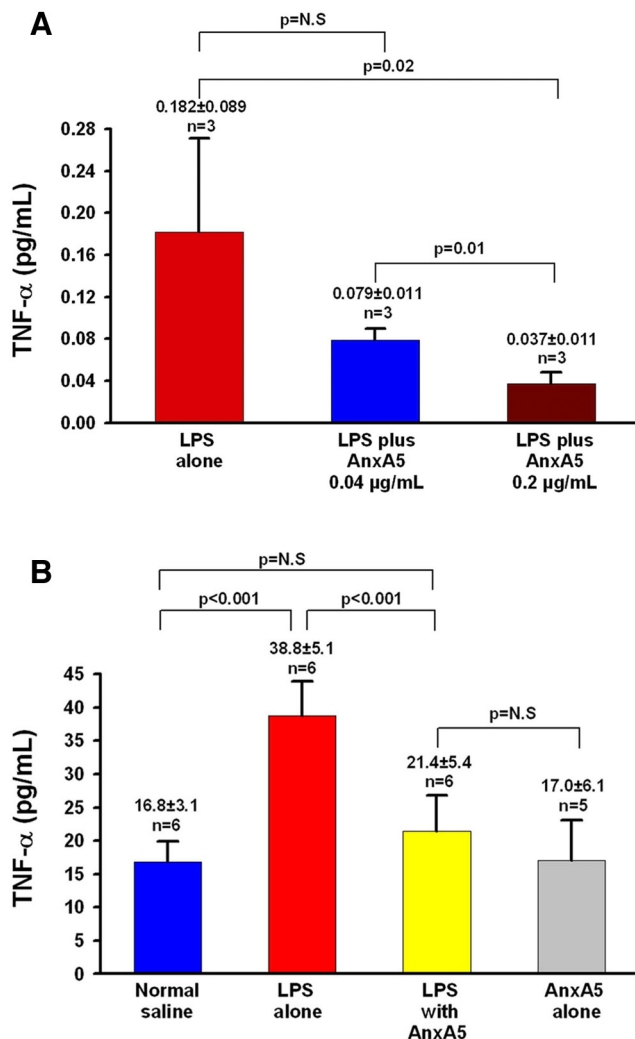 A
p=N.S
p=0.02
0.182±0.089
n=3
p=0.01
0.079±0.011
n=3
0.037±0.011
n=3
TNF-α (pg/mL)
0.28
0.24
0.20
0.16
0.12
0.08
0.04
0.00
LPS
alone
LPS plus
AnxA5
0.04 µg/mL
LPS plus
AnxA5
0.2 µg/mL
B
p=N.S
p<0.001
p<0.001
38.8±5.1
n=6
p=N.S
21.4±5.4
n=6
17.0±6.1
n=5
16.8±3.1
n=6
TNF-α (pg/mL)
45
40
35
30
25
20
15
10
5
0
Normal
saline
LPS
alone
LPS
with
AnxA5
AnxA5
alone